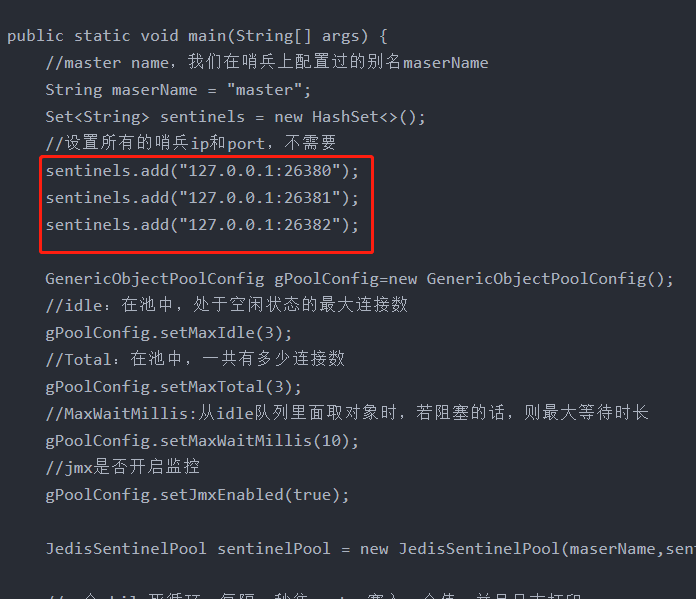 public static void main(String[] args) {
//master name，我们在哨兵上配置过的别名maserName
String maserName = "master";
Set<String> sentinels = new HashSet<>();
//设置所有的哨兵ip和port，不需要
sentinels.add("127.0.0.1:26380");
sentinels.add("127.0.0.1:26381");
sentinels.add("127.0.0.1:26382");
GenericObjectPoolConfig gPoolConfig=new GenericObjectPoolConfig();
//idle：在池中，处于空闲状态的最大连接数
gPoolConfig.setMaxIdle(3);
//Total：在池中，一共有多少连接数
gPoolConfig.setMaxTotal(3);
//MaxWaitMillis:从idle队列里面取对象时，若阻塞的话，则最大等待时长
gPoolConfig.setMaxWaitMillis(10);
//jmx是否开启监控
gPoolConfig.setJmxEnabled(true);
JedisSentinelPool sentinelPool = new JedisSentinelPool(maserName,sent